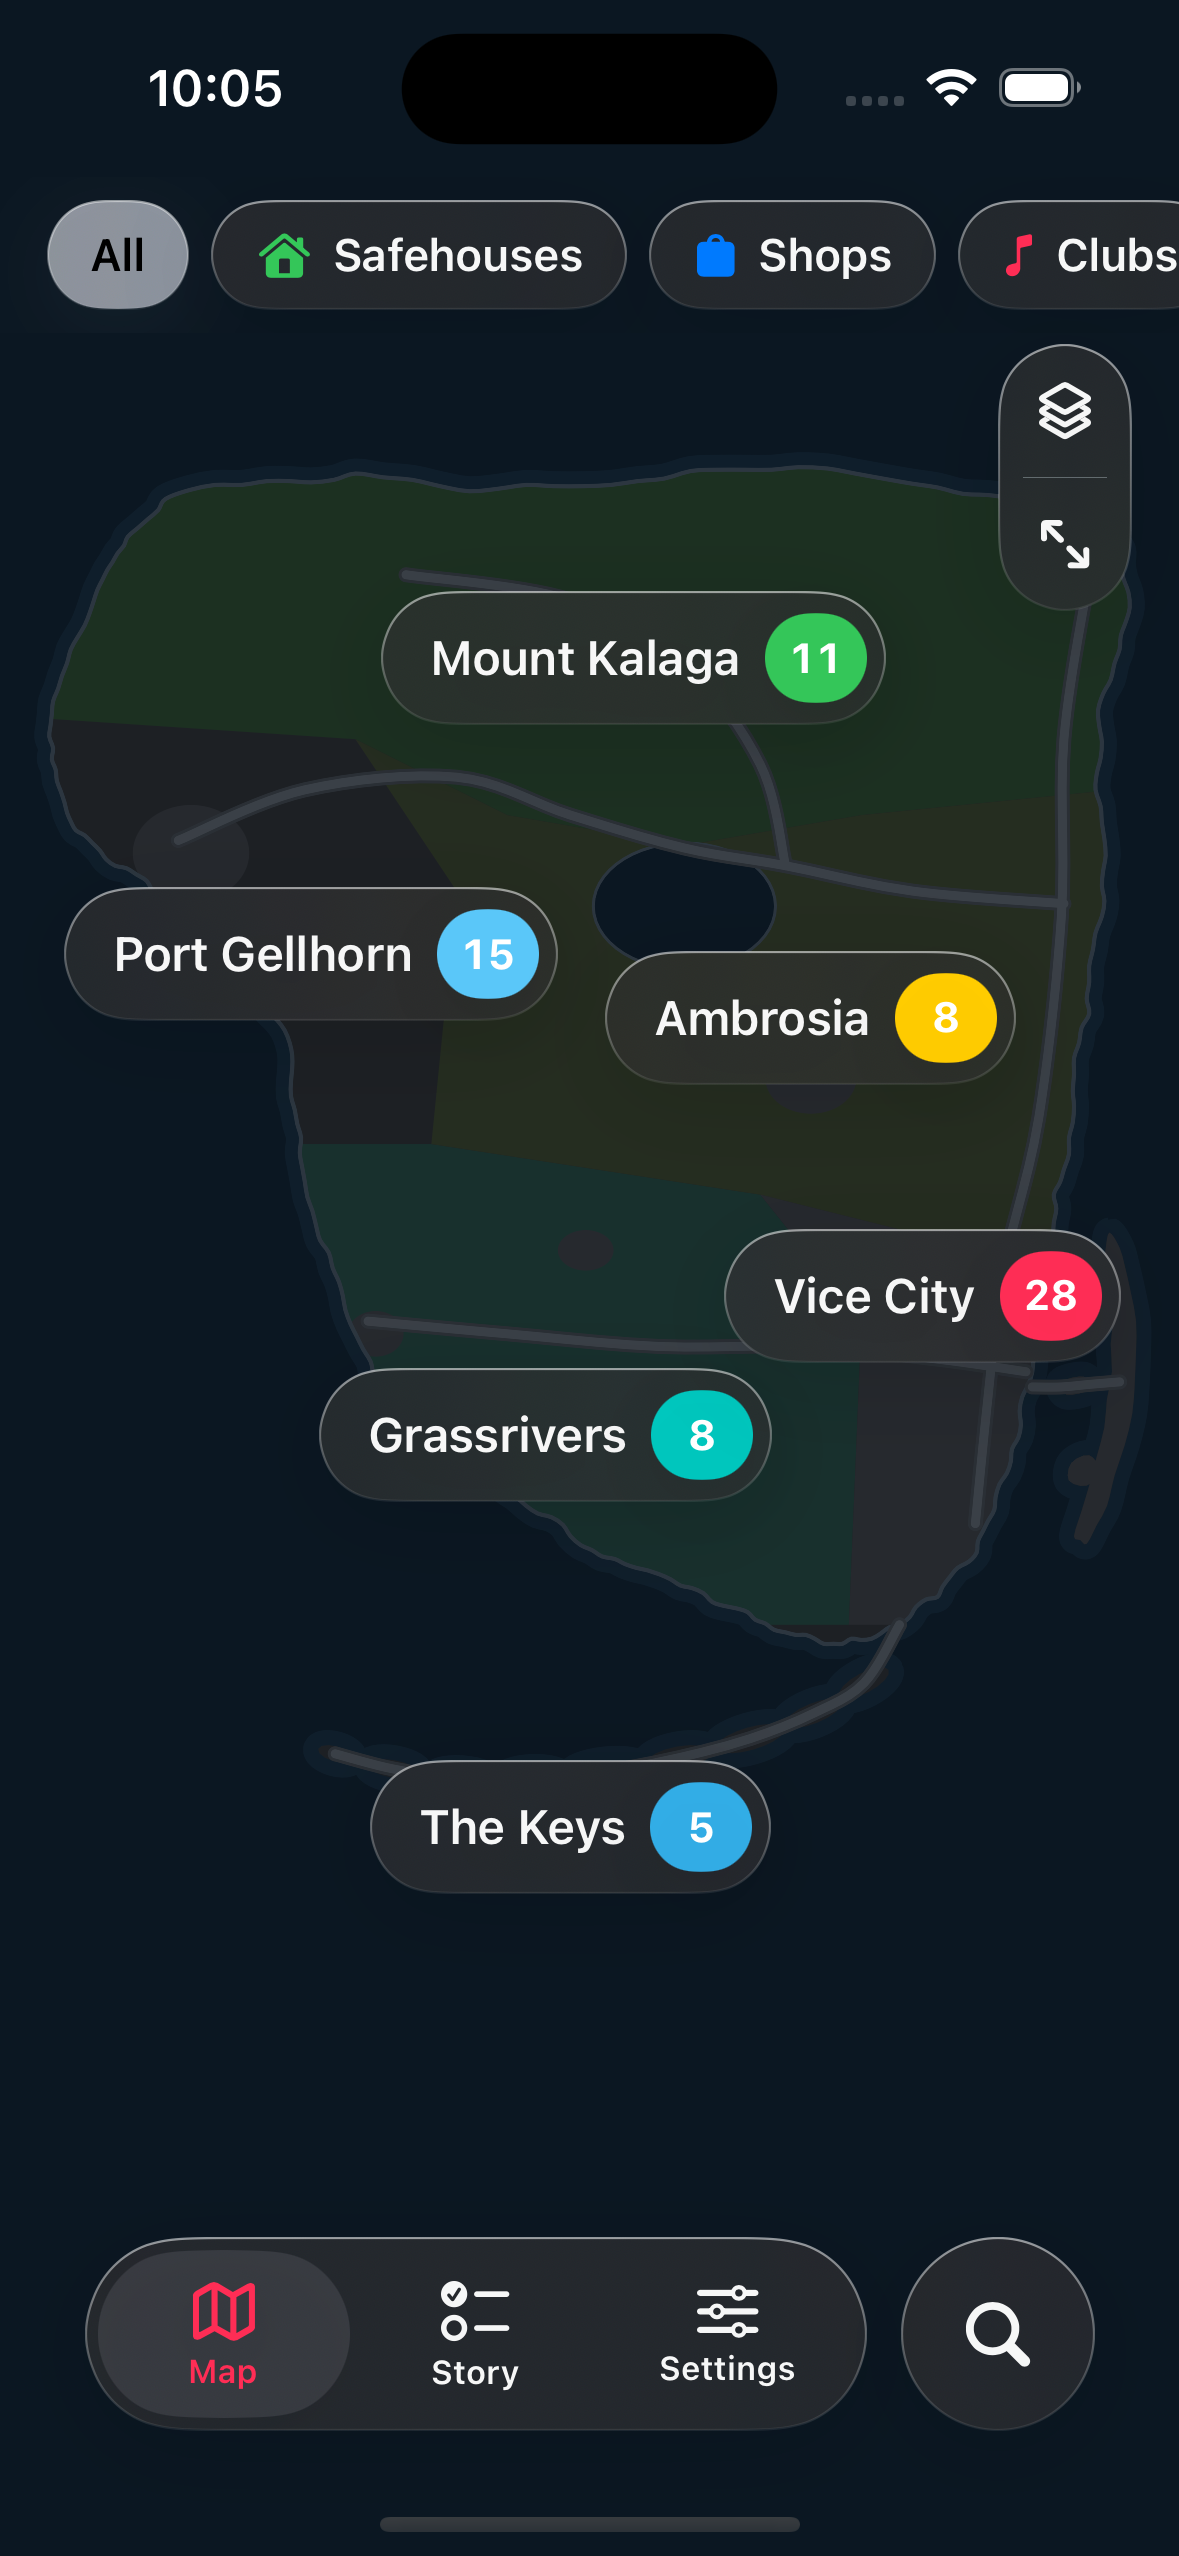 10:05
All
Safehouses
Shops
Clubs
Mount Kalaga 11
Port Gellhorn 15
Ambrosia 8
Vice City 28
Grassrivers 8
The Keys 5
Map
Story
Settings